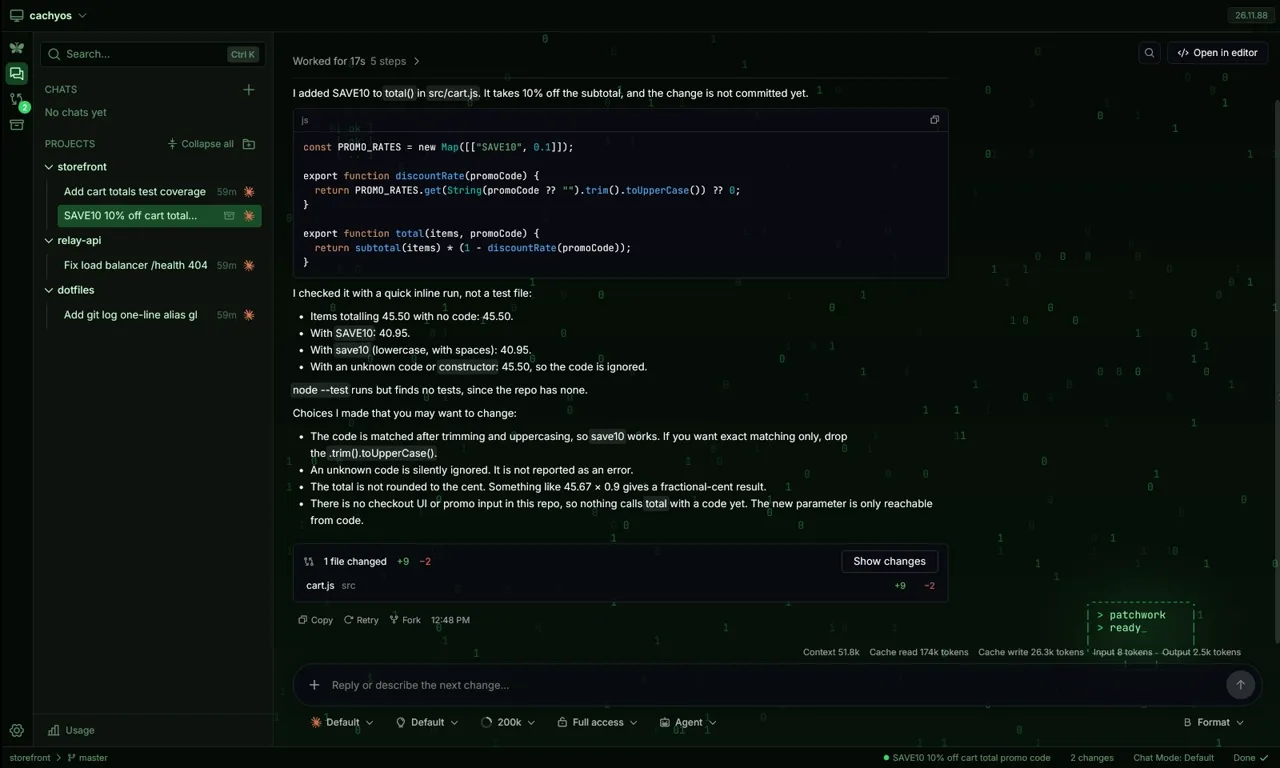 cachyos
26.11.88
Search...
Ctrl K
CHATS
No chats yet
PROJECTS
Collapse all
storefront
Add cart totals test coverage 59m
SAVE10 10% off cart total...
relay-api
Fix load balancer /health 404 59m
dotfiles
Add git log one-line alias gl 59m
Usage
Worked for 17s 5 steps
Open in editor
I added SAVE10 to total() in src/cart.js. It takes 10% off the subtotal, and the change is not committed yet.
js
const PROMO_RATES = new Map([["SAVE10", 0.1]]);
export function discountRate(promoCode) {
return PROMO_RATES.get(String(promoCode ?? "").trim().toUpperCase()) ?? 0;
}
export function total(items, promoCode) {
return subtotal(items) * (1 - discountRate(promoCode));
}
I checked it with a quick inline run, not a test file:
• Items totalling 45.50 with no code: 45.50.
• With SAVE10: 40.95.
• With save10 (lowercase, with spaces): 40.95.
• With an unknown code or constructor: 45.50, so the code is ignored.
node --test runs but finds no tests, since the repo has none.
Choices I made that you may want to change:
• The code is matched after trimming and uppercasing, so save10 works. If you want exact matching only, drop
the .trim().toUpperCase().
• An unknown code is silently ignored. It is not reported as an error.
• The total is not rounded to the cent. Something like 45.67 × 0.9 gives a fractional-cent result.
• There is no checkout UI or promo input in this repo, so nothing calls total with a code yet. The new parameter is only reachable
from code.
1 file changed +9 −2
Show changes
cart.js src +9 −2
Copy Retry Fork 12:48 PM
> patchwork
> ready_
Context 51.8k Cache read 174k tokens Cache write 26.3k tokens Input 8 tokens Output 2.5k tokens
Reply or describe the next change...
Default Default 200k Full access Agent
Format
storefront > master
SAVE10 10% off cart total promo code 2 changes Chat Mode: Default Done
2